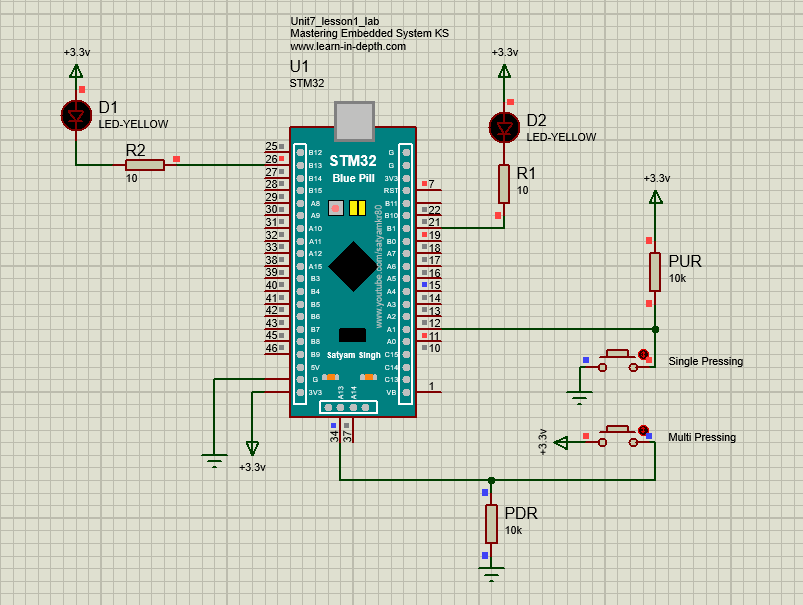 Unit7_lesson1_lab
Mastering Embedded System KS
www.learn-in-depth.com
U1
STM32
+3.3v
D1
LED-YELLOW
R2
10
+3.3v
D2
LED-YELLOW
R1
10
+3.3v
PUR
10k
Single Pressing
+3.3v
Multi Pressing
PDR
10k
+3.3v
STM32
Blue Pill
www.youtube.com/satyamkr80
Satyam Singh
25 B12
26 B13
27 B14
28 B15
29 A8
30 A9
31 A10
32 A11
33 A12
38 A15
39 B3
40 B4
41 B5
42 B6
43 B7
45 B8
46 B9
5V
G
3V3
G
G
3V3
RST 7
B11 22
B10 21
B1 19
B0 18
A7 17
A6 16
A5 15
A4 14
A3 13
A2 12
A1 11
A0 10
C15
C14
C13
VB 1
A13 34
A14 37